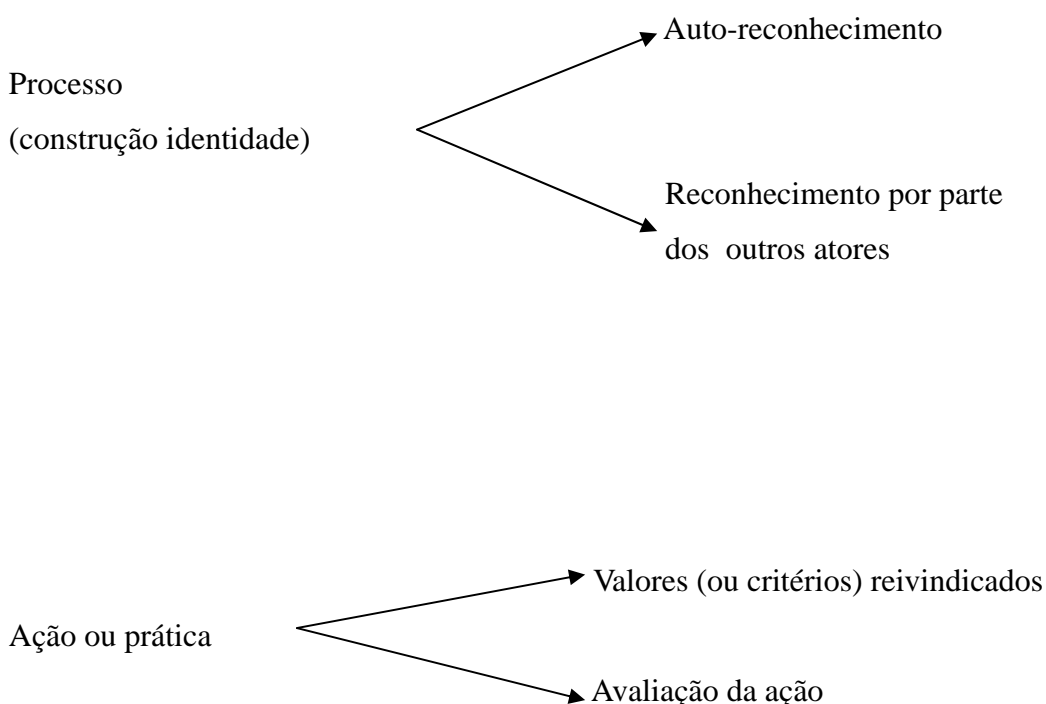 Auto-reconhecimento
Processo
(construção identidade)
Reconhecimento por parte
dos  outros atores
Valores (ou critérios) reivindicados
Ação ou prática
Avaliação da ação